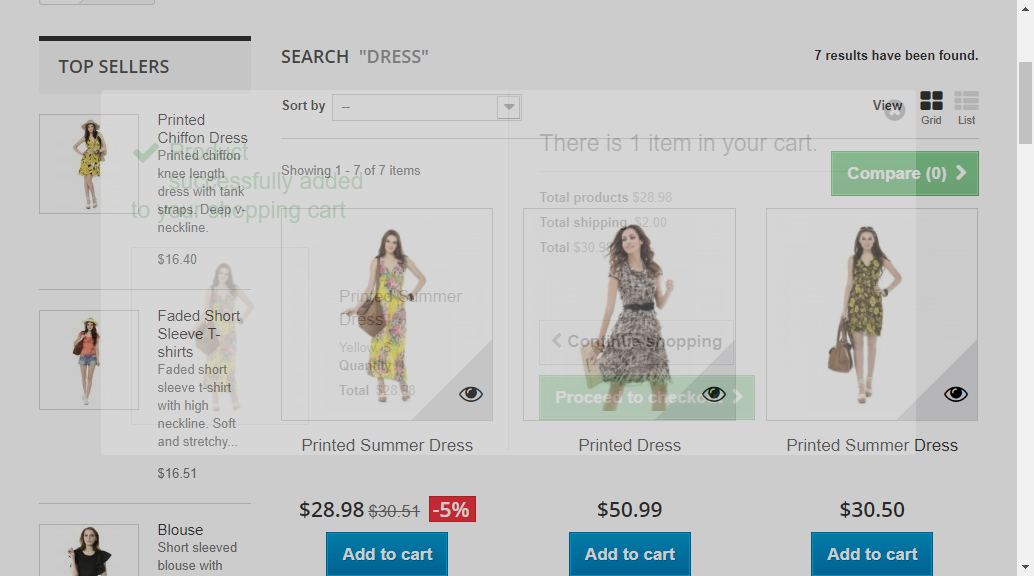 TOP SELLERS
Printed
Chiffon Dress
Printed chiffon
knee length
dress with tank
straps. Deep v-
neckline.
$16.40
Faded Short
Sleeve T-
shirts
Faded short
sleeve t-shirt
with high
neckline. Soft
and stretchy...
$16.51
Blouse
Short sleeved
blouse with
SEARCH "DRESS"
7 results have been found.
Sort by --
View
Grid List
Showing 1 - 7 of 7 items
Compare (0)
Product
successfully added
to your shopping cart
Printed Summer
Dress
Yellow, S
Quantity
Total $28.98
There is 1 item in your cart.
Total products $28.98
Total shipping $2.00
Total $30.98
Continue shopping
Proceed to checkout
Printed Summer Dress
$28.98 $30.51 -5%
Add to cart
Printed Dress
$50.99
Add to cart
Printed Summer Dress
$30.50
Add to cart